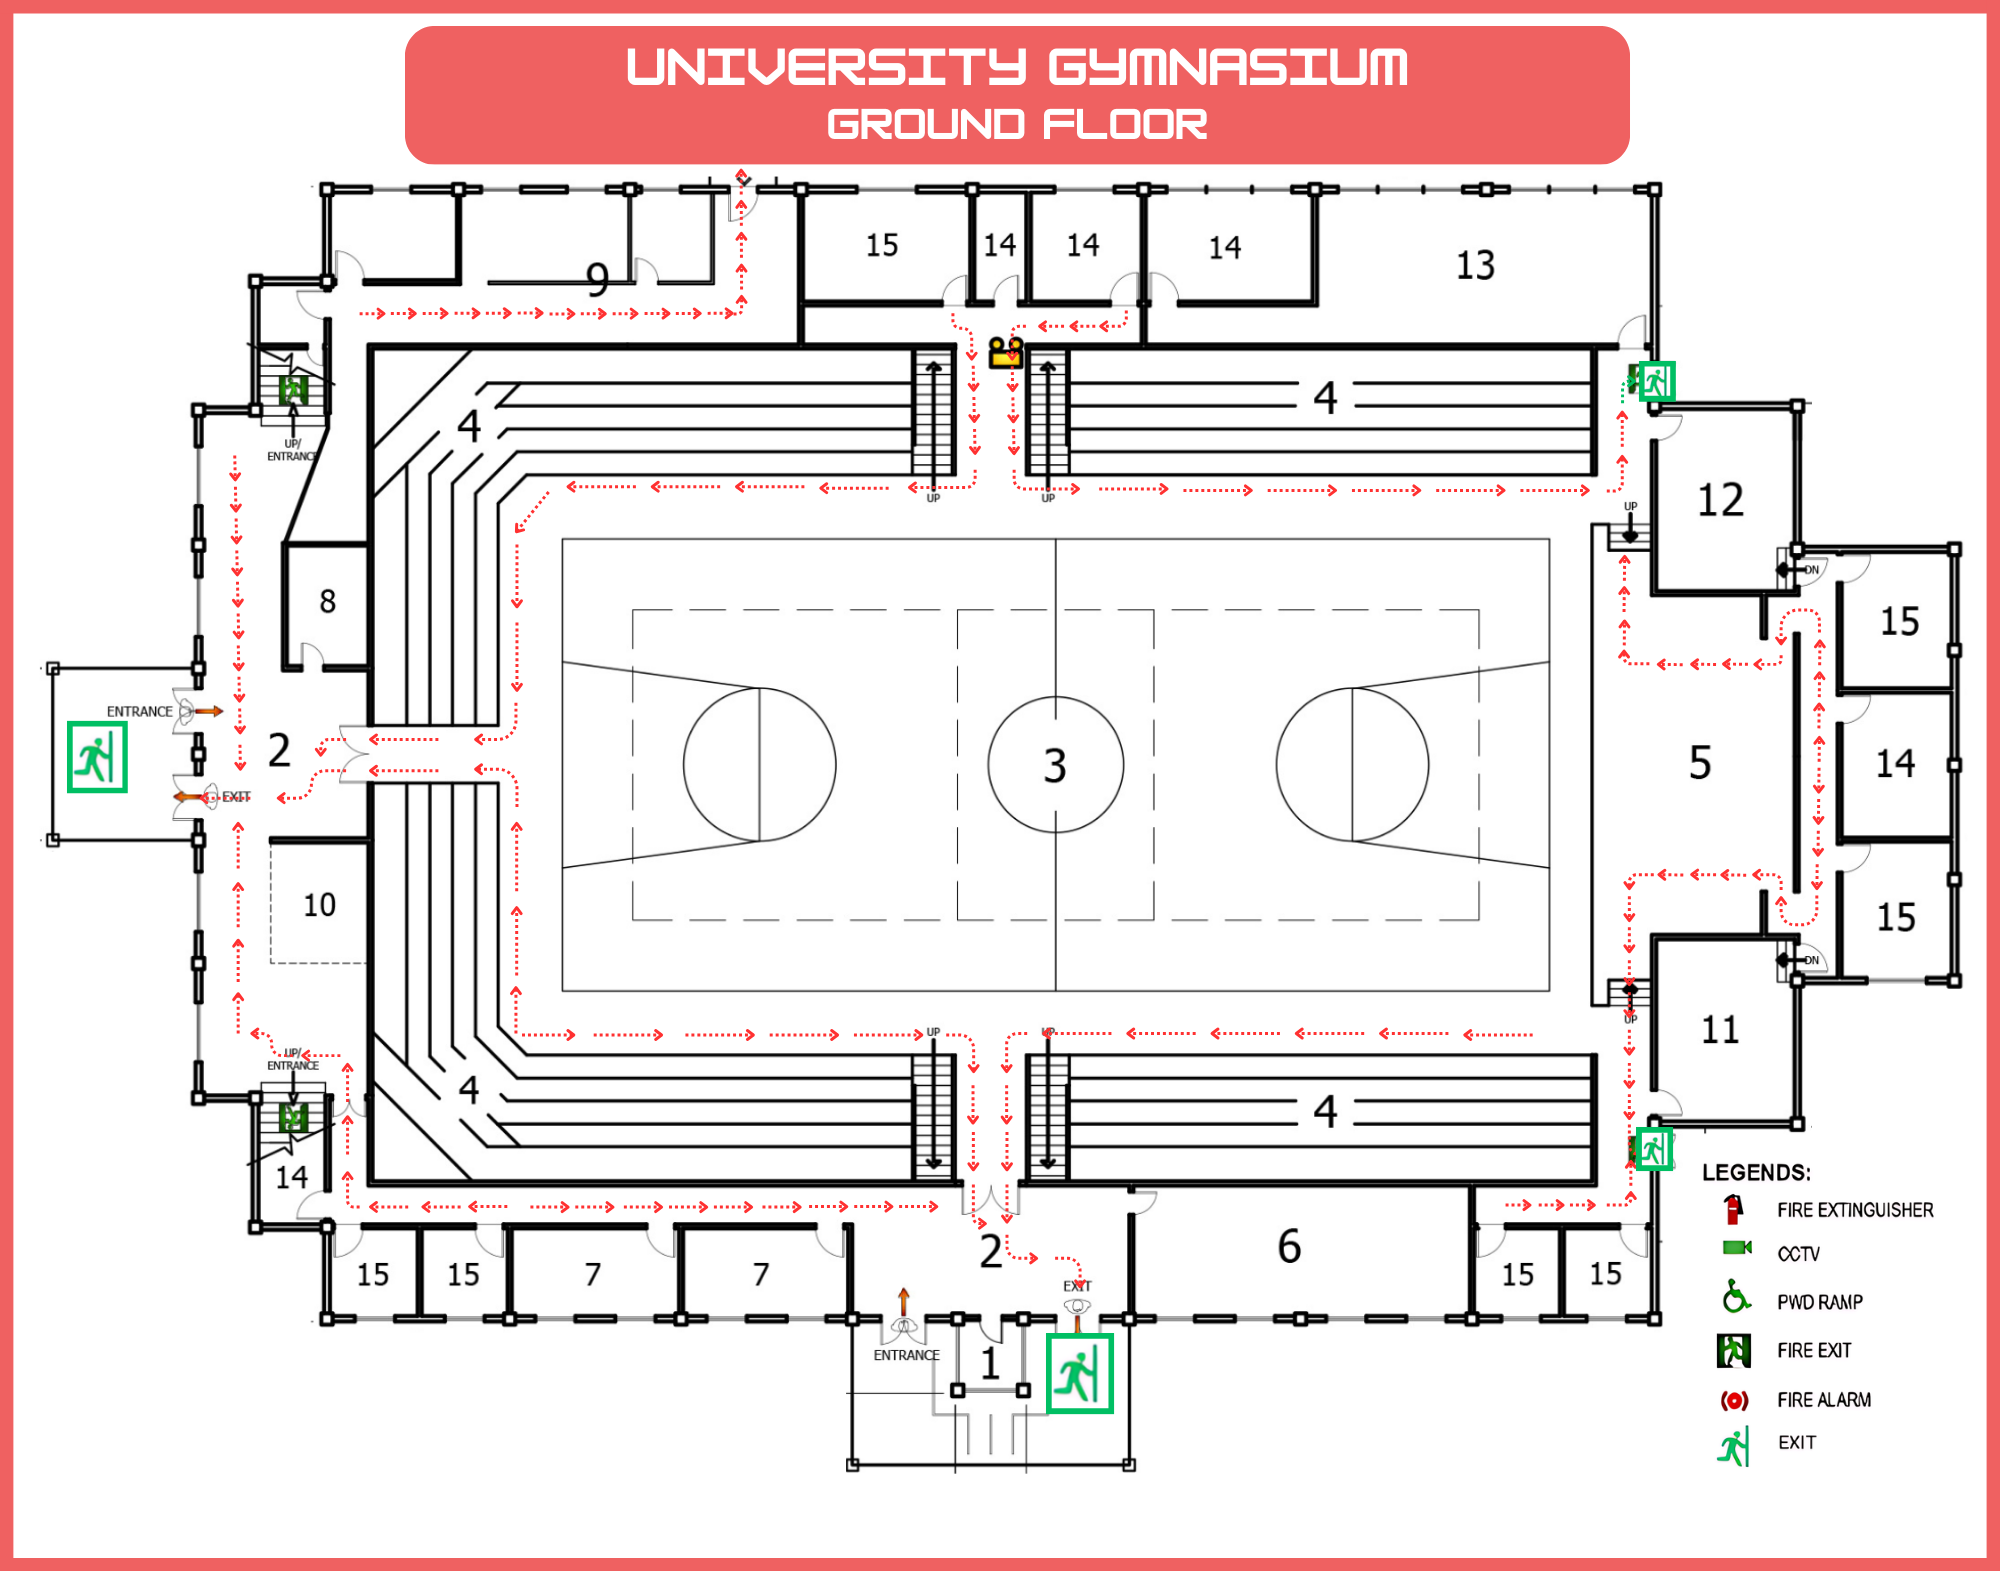 UNIVERSITY GYMNASIUM
GROUND FLOOR
15
14
14
14
13
9
4
4
UP/
ENTRANCE
UP
UP
UP
12
DN
8
15
ENTRANCE
2
3
5
14
EXIT
10
15
DN
UP/
ENTRANCE
UP
UP
UP
11
4
4
14
LEGENDS:
FIRE EXTINGUISHER
CCTV
PWD RAMP
FIRE EXIT
FIRE ALARM
EXIT
15
15
7
7
2
6
15
15
EXIT
ENTRANCE
1